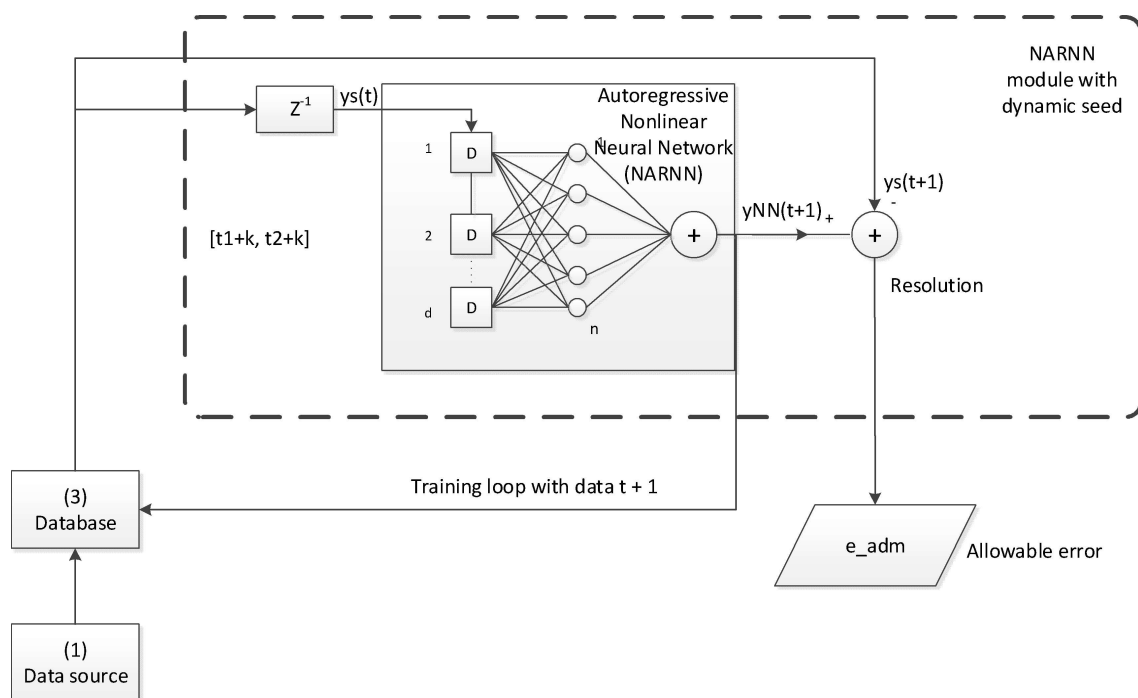 NARNN
module with
dynamic seed
Z-1
ys(t)
Autoregressive
Nonlinear
Neural Network
(NARNN)
1
1
D
2
D
d
D
n
[t1+k, t2+k]
+
yNN(t+1)
+
ys(t+1)
-
+
Resolution
Training loop with data t + 1
(3)
Database
e_adm
Allowable error
(1)
Data source